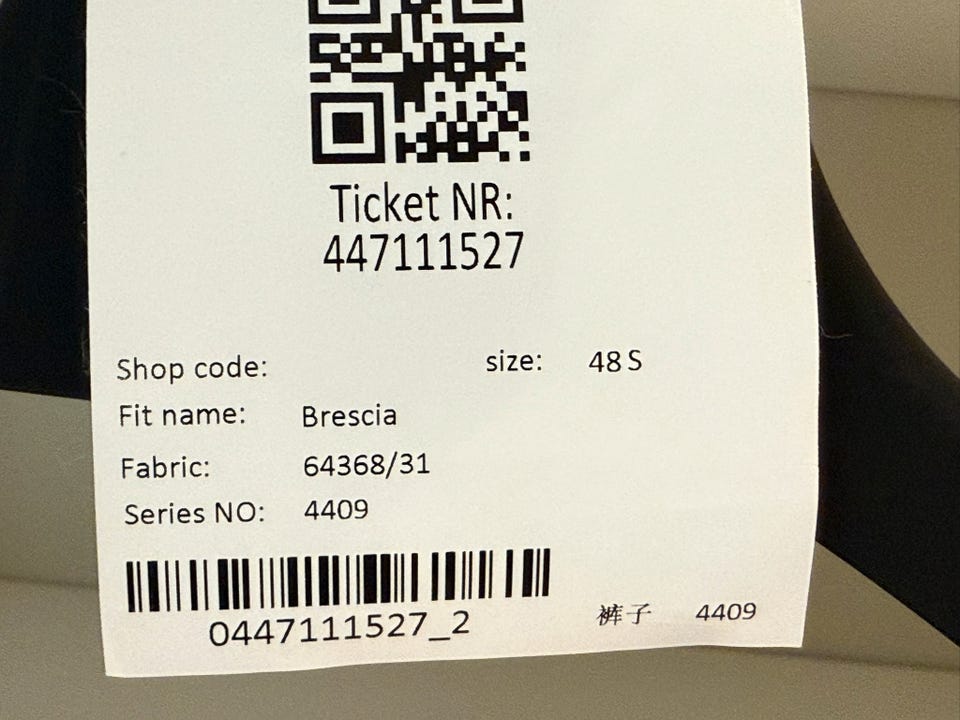 Ticket NR:
447111527
Shop code: size: 48 S
Fit name: Brescia
Fabric: 64368/31
Series NO: 4409
0447111527_2
裤子 4409